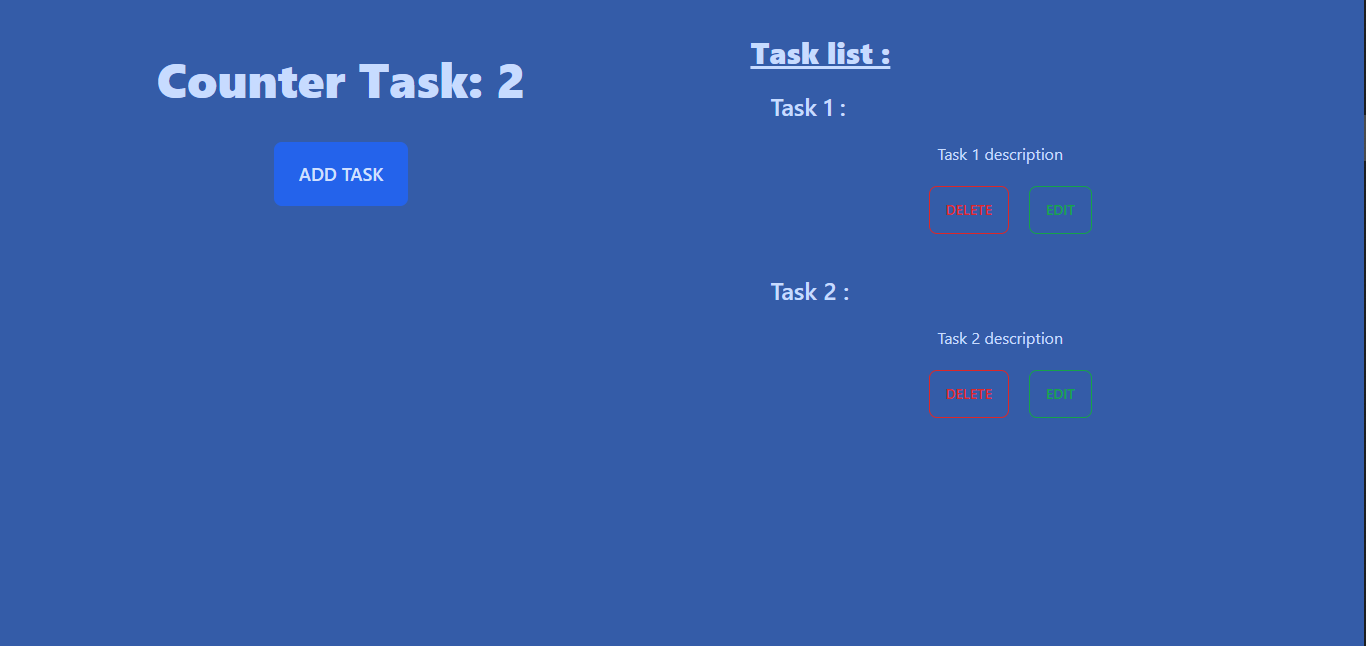 Counter Task: 2
ADD TASK
Task list :
Task 1 :
Task 1 description
DELETE EDIT
Task 2 :
Task 2 description
DELETE EDIT